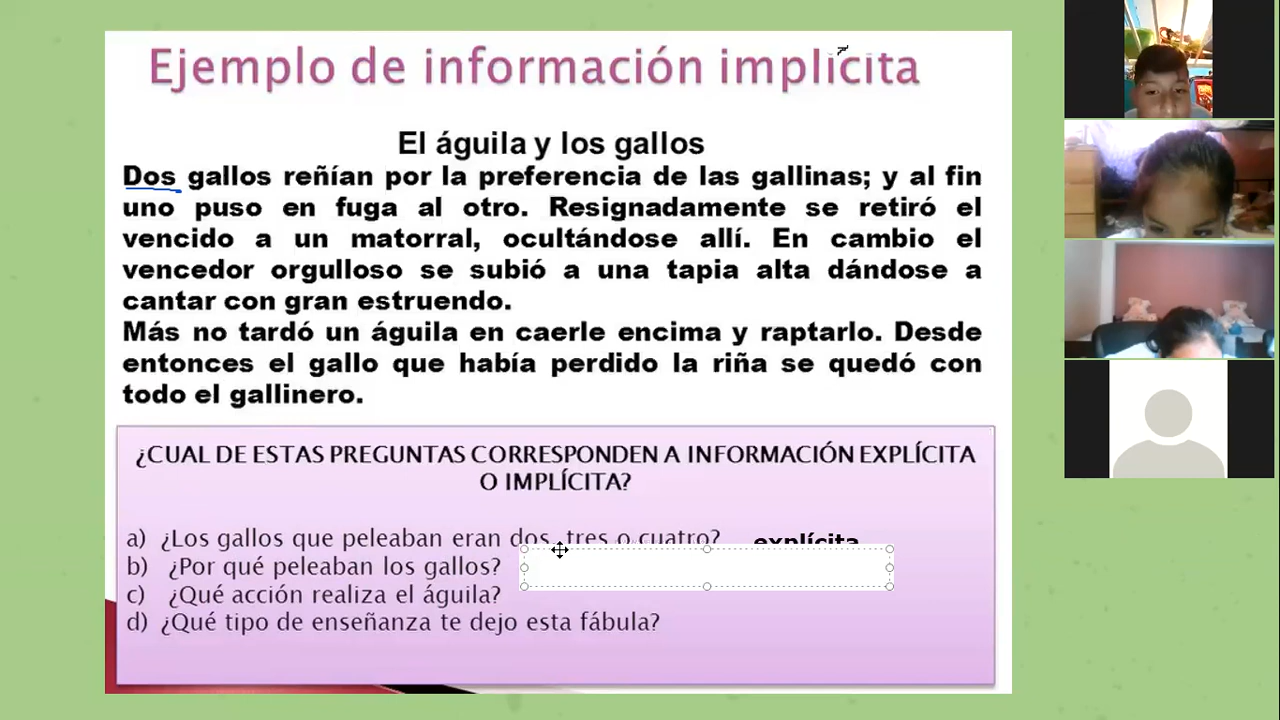 Ejemplo de información implícita
El águila y los gallos
Dos gallos reñían por la preferencia de las gallinas; y al fin
uno puso en fuga al otro. Resignadamente se retiró el
vencido a un matorral, ocultándose allí. En cambio el
vencedor orgulloso se subió a una tapia alta dándose a
cantar con gran estruendo.
Más no tardó un águila en caerle encima y raptarlo. Desde
entonces el gallo que había perdido la riña se quedó con
todo el gallinero.
¿CUAL DE ESTAS PREGUNTAS CORRESPONDEN A INFORMACIÓN EXPLÍCITA
O IMPLÍCITA?
a) ¿Los gallos que peleaban eran dos, tres o cuatro? explícita
b) ¿Por qué peleaban los gallos?
c) ¿Qué acción realiza el águila?
d) ¿Qué tipo de enseñanza te dejo esta fábula?